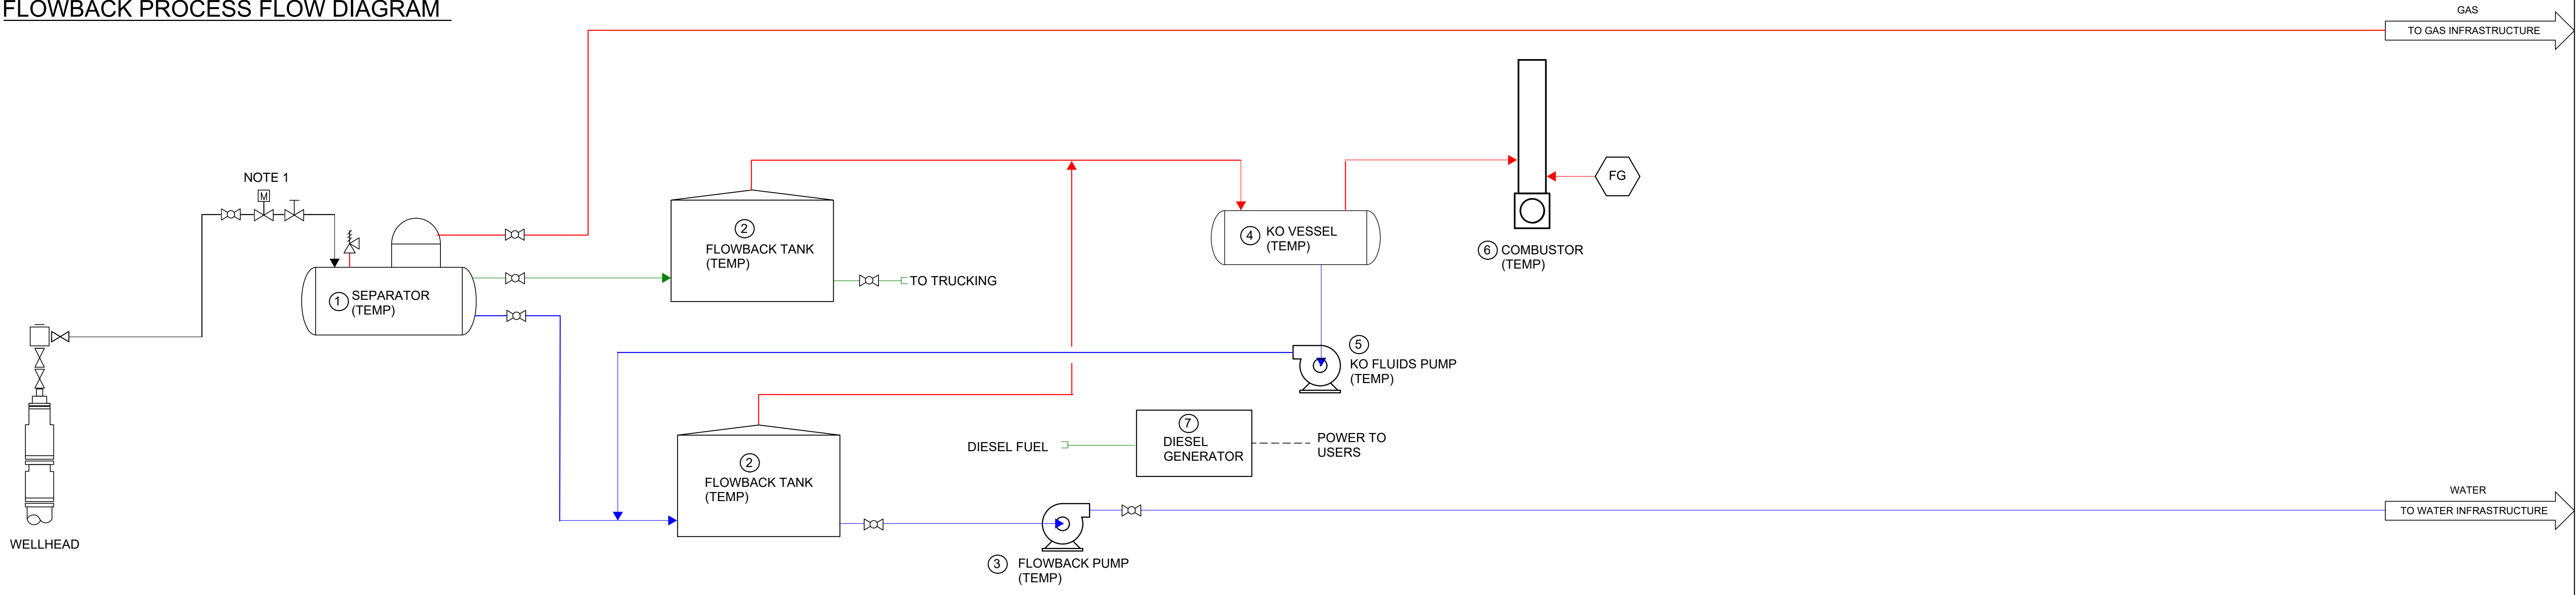 FLOWBACK PROCESS FLOW DIAGRAM
GAS
TO GAS INFRASTRUCTURE
NOTE 1
M
FG
2
FLOWBACK TANK
(TEMP)
4 KO VESSEL
(TEMP)
6 COMBUSTOR
(TEMP)
TO TRUCKING
1 SEPARATOR
(TEMP)
5
KO FLUIDS PUMP
(TEMP)
7
DIESEL
GENERATOR
DIESEL FUEL
POWER TO
USERS
2
FLOWBACK TANK
(TEMP)
WATER
TO WATER INFRASTRUCTURE
WELLHEAD
3 FLOWBACK PUMP
(TEMP)